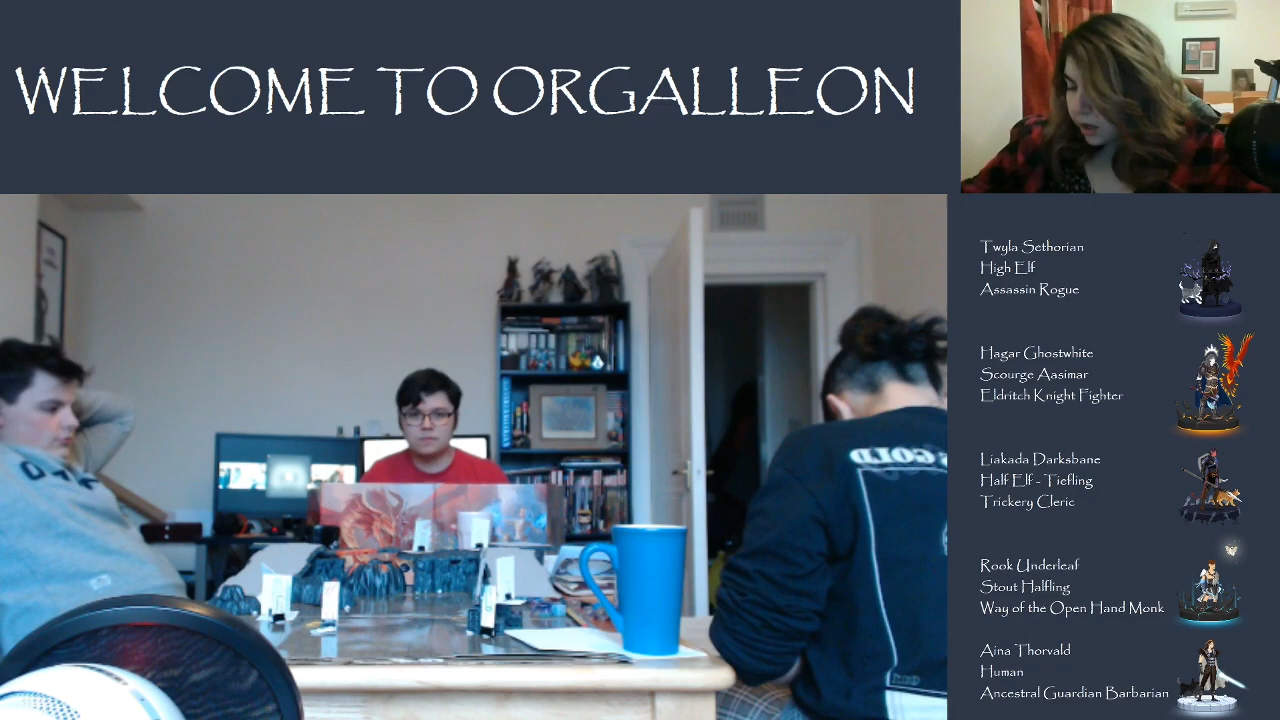 WELCOME TO ORGALLEON
Twyla Sethorian
High Elf
Assassin Rogue
Hagar Ghostwhite
Scourge Aasimar
Eldritch Knight Fighter
Liakada Darksbane
Half Elf - Tiefling
Trickery Cleric
Rook Underleaf
Stout Halfling
Way of the Open Hand Monk
Aina Thorvald
Human
Ancestral Guardian Barbarian
GOLD